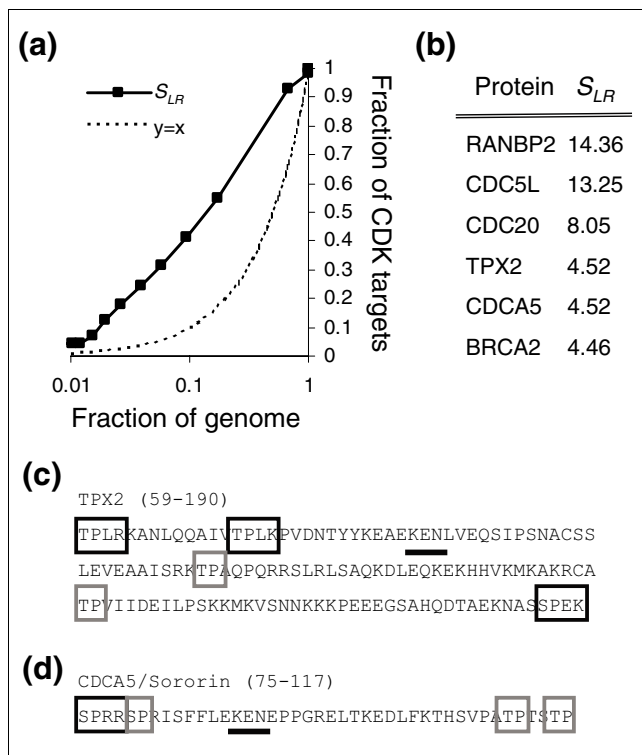 (a)
S_LR
y=x
1
0.9
0.8
0.7
0.6
0.5
0.4
0.3
0.2
0.1
0
Fraction of CDK targets
0.01 0.1 1
Fraction of genome
(b)
Protein S_LR
RANBP2 14.36
CDC5L 13.25
CDC20 8.05
TPX2 4.52
CDCA5 4.52
BRCA2 4.46
(c)
TPX2 (59-190)
TPLRKANLQQAIVTPLKPVDNTYYKEAEKENLVEQSIPSNACSS
LEVEAAISRKTPAQPQRRSLRLSAQKDLEQKEKHHVKMKAKRCA
TPVIIDEILPSKKMKVSNNKKKPEEEGSAHQDTAEKNASSPEK
(d)
CDCA5/Sororin (75-117)
SPRRSPRISFFLEKENEPPGRELTKEDLFKTHSVPATPTSTP